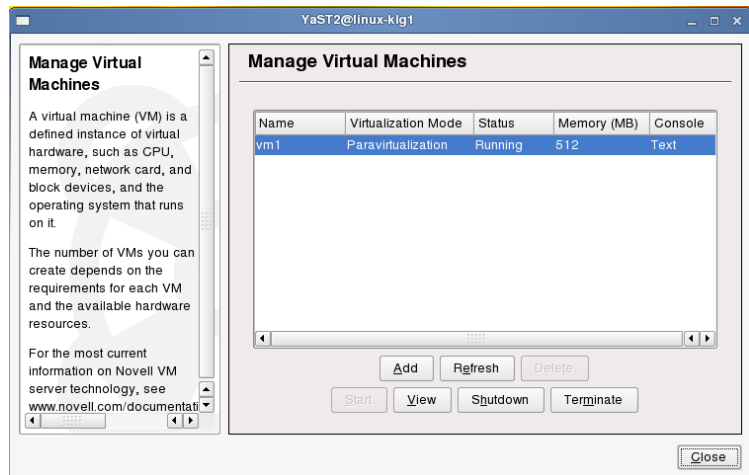 YaST2@linux-klg1
Manage Virtual
Machines
A virtual machine (VM) is a
defined instance of virtual
hardware, such as CPU,
memory, network card, and
block devices, and the
operating system that runs
on it.
The number of VMs you can
create depends on the
requirements for each VM
and the available hardware
resources.
For the most current
information on Novell VM
server technology, see
www.novell.com/documentati
Manage Virtual Machines
Name Virtualization Mode Status Memory (MB) Console
vm1 Paravirtualization Running 512 Text
Add Refresh Delete
Start View Shutdown Terminate
Close